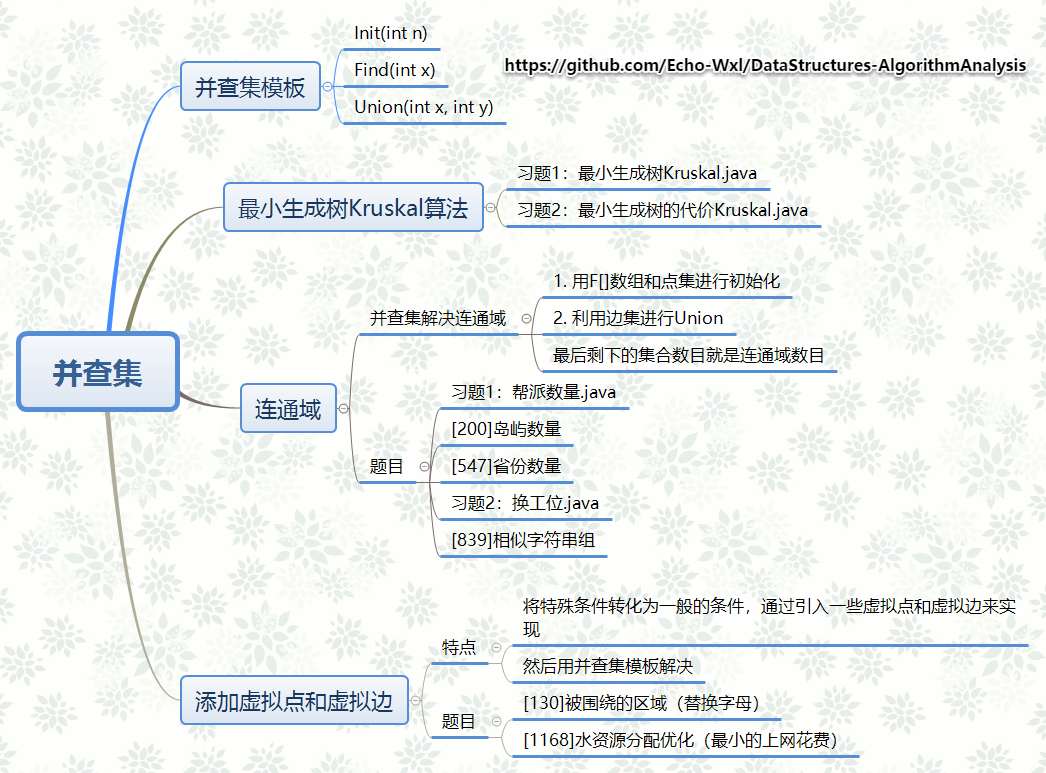 Init(int n)
https://github.com/Echo-Wxl/DataStructures-AlgorithmAnalysis
并查集模板
Find(int x)
Union(int x, int y)
最小生成树Kruskal算法
习题1：最小生成树Kruskal.java
习题2：最小生成树的代价Kruskal.java
并查集
连通域
并查集解决连通域
1. 用F[]数组和点集进行初始化
2. 利用边集进行Union
最后剩下的集合数目就是连通域数目
题目
习题1：帮派数量.java
[200]岛屿数量
[547]省份数量
习题2：换工位.java
[839]相似字符串组
添加虚拟点和虚拟边
特点
将特殊条件转化为一般的条件，通过引入一些虚拟点和虚拟边来实
现
然后用并查集模板解决
题目
[130]被围绕的区域（替换字母）
[1168]水资源分配优化（最小的上网花费）